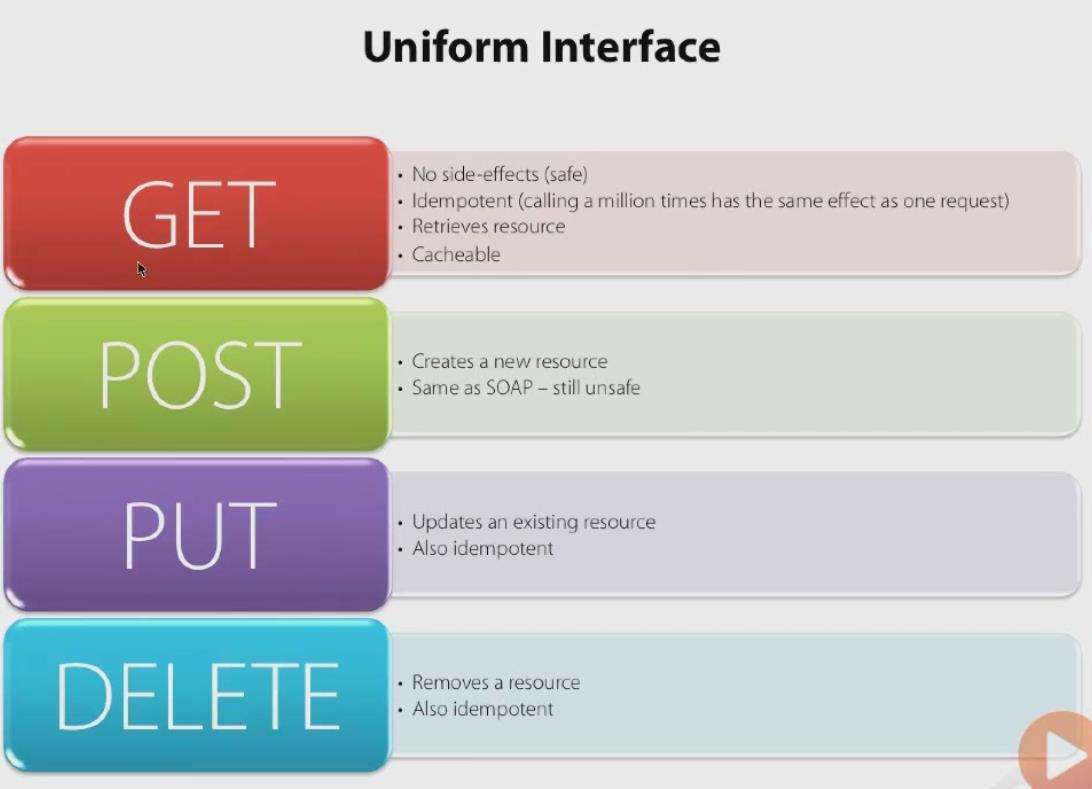 Uniform Interface
GET
• No side-effects (safe)
• Idempotent (calling a million times has the same effect as one request)
• Retrieves resource
• Cacheable
POST
• Creates a new resource
• Same as SOAP – still unsafe
PUT
• Updates an existing resource
• Also idempotent
DELETE
• Removes a resource
• Also idempotent